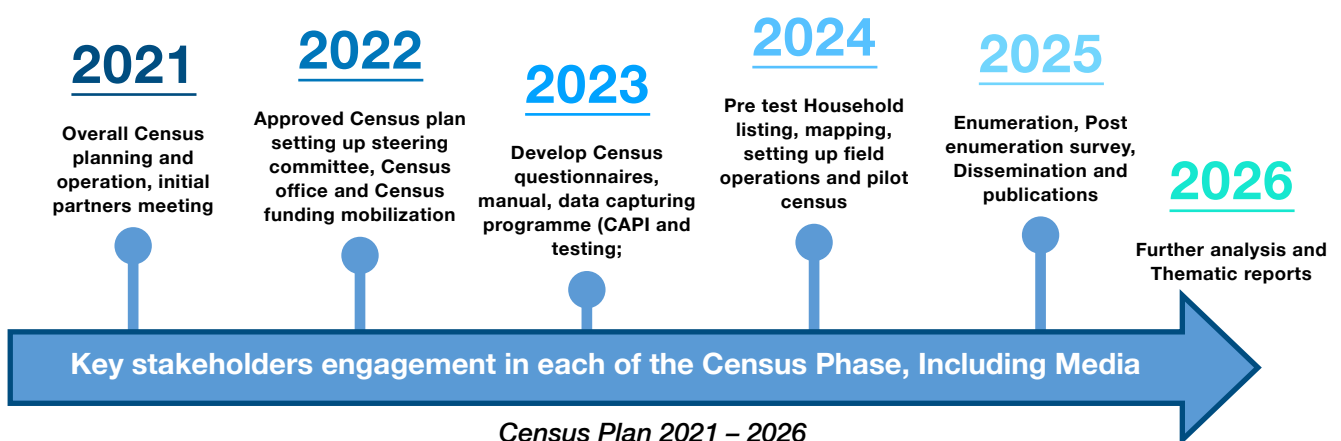 2021
Overall Census
planning and
operation, initial
partners meeting
2022
Approved Census plan
setting up steering
committee, Census
office and Census
funding mobilization
2023
Develop Census
questionnaires,
manual, data capturing
programme (CAPI and
testing;
2024
Pre test Household
listing, mapping,
setting up field
operations and pilot
census
2025
Enumeration, Post
enumeration survey,
Dissemination and
publications
2026
Further analysis and
Thematic reports
Key stakeholders engagement in each of the Census Phase, Including Media
Census Plan 2021 – 2026